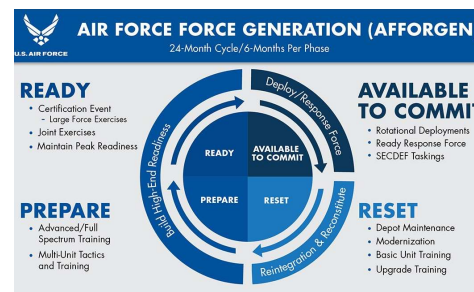 AIR FORCE FORCE GENERATION (AFFORGEN
24-Month Cycle/6-Months Per Phase
U.S. AIR FORCE
READY
• Certification Event
- Large Force Exercises
• Joint Exercises
• Maintain Peak Readiness
AVAILABLE
TO COMMIT
• Rotational Deployments
• Ready Response Force
• SECDEF Taskings
Build High-End Readiness
Deploy/Response Force
Reintegration & Reconstitute
READY
AVAILABLE
TO COMMIT
PREPARE
RESET
PREPARE
• Advanced/Full
Spectrum Training
• Multi-Unit Tactics
and Training
RESET
• Depot Maintenance
• Modernization
• Basic Unit Training
• Upgrade Training